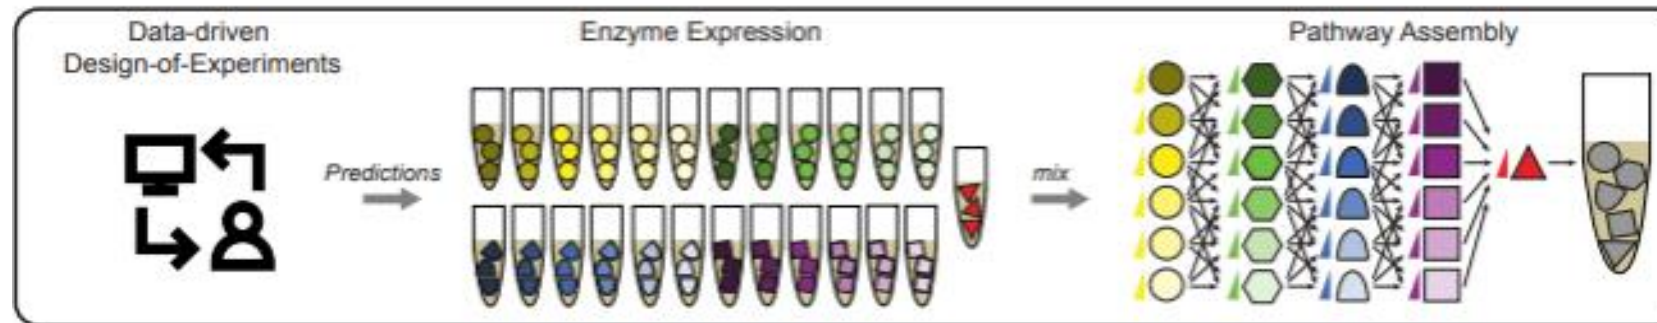 Data-driven
Design-of-Experiments
Enzyme Expression
Pathway Assembly
Predictions
mix